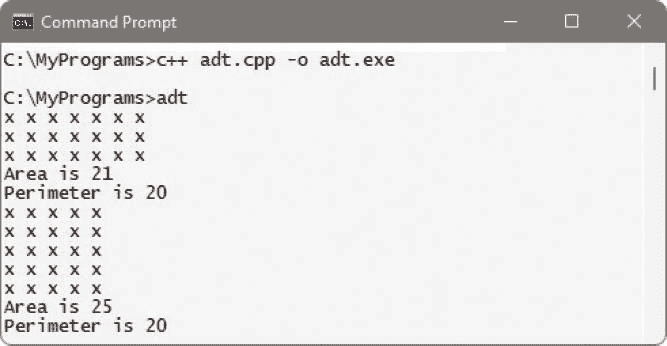 Command Prompt
C:\MyPrograms>c++ adt.cpp -o adt.exe
C:\MyPrograms>adt
x x x x x x x
x x x x x x x
x x x x x x x
Area is 21
Perimeter is 20
x x x x x
x x x x x
x x x x x
x x x x x
x x x x x
Area is 25
Perimeter is 20